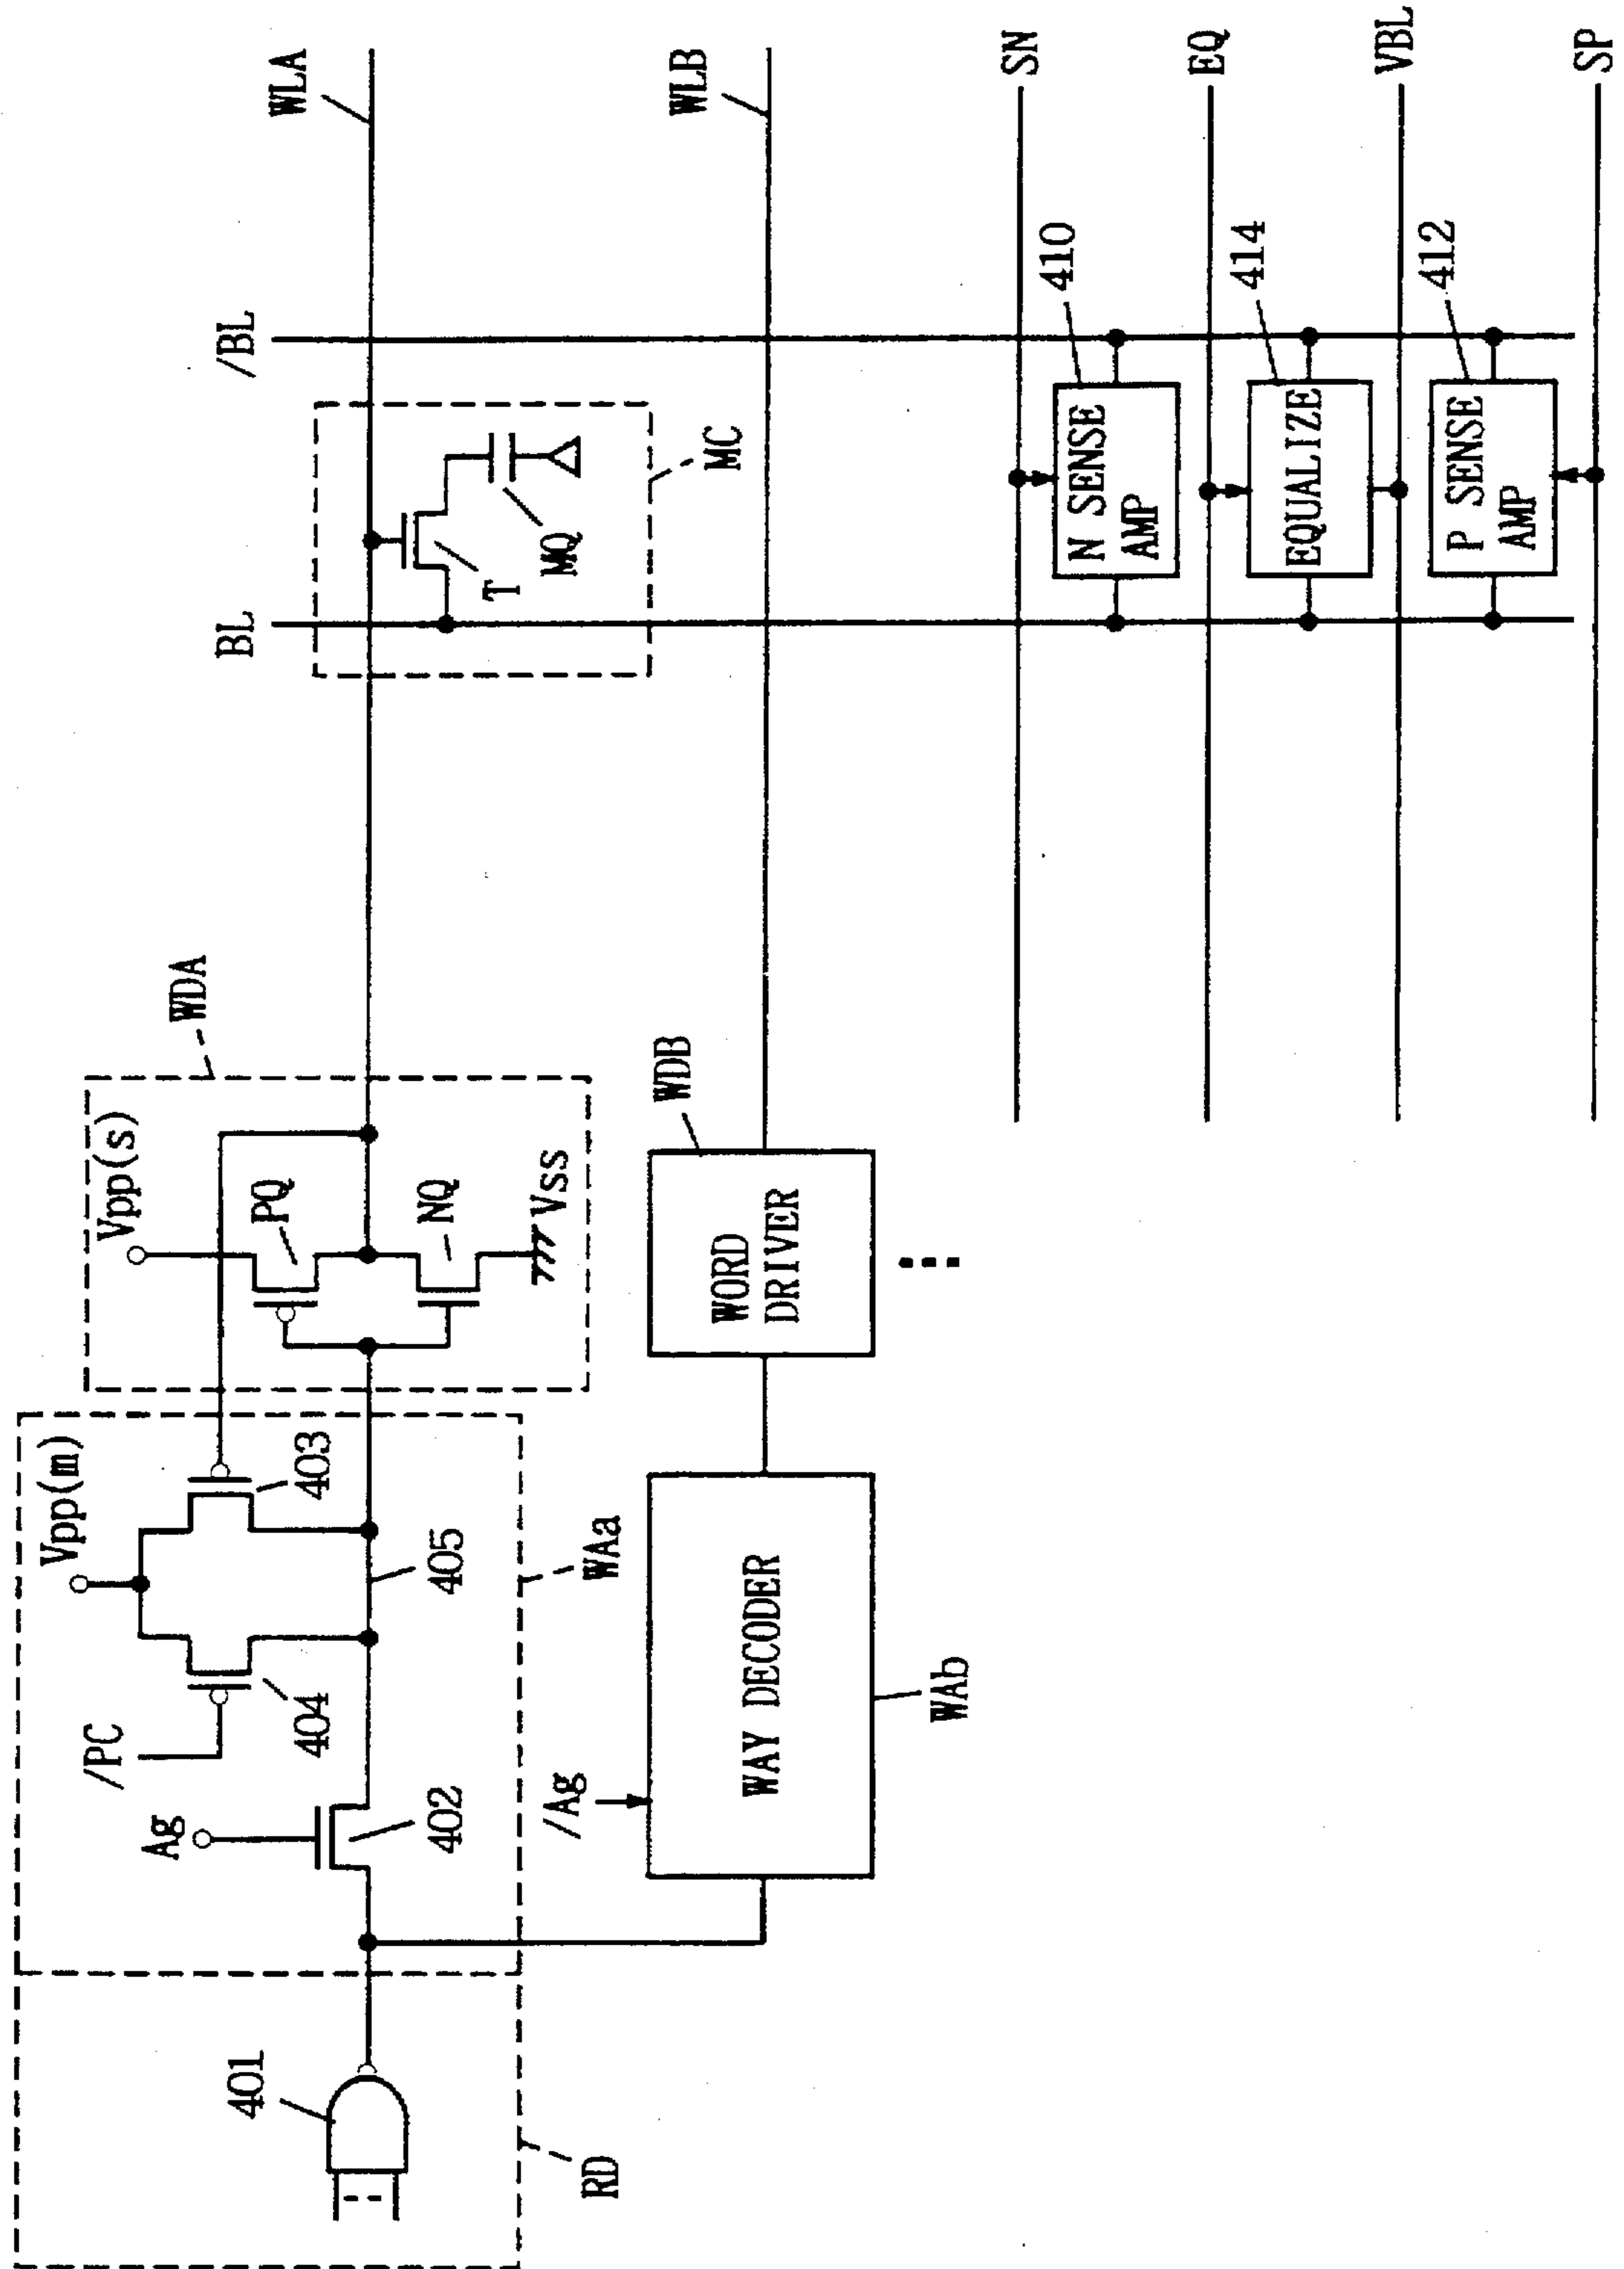 WLA
WLB
SN
EQ
VBL
SP
/BL
BL
MC
T
MQ
410
414
412
N SENSE
AMP
EQUALIZE
P SENSE
AMP
WDA
Vpp(s)
PQ
NQ
Vss
WDB
WORD
DRIVER
Vpp(m)
403
404
405
/PC
Ag
402
WAa
/Ag
WAY DECODER
WAb
401
RD